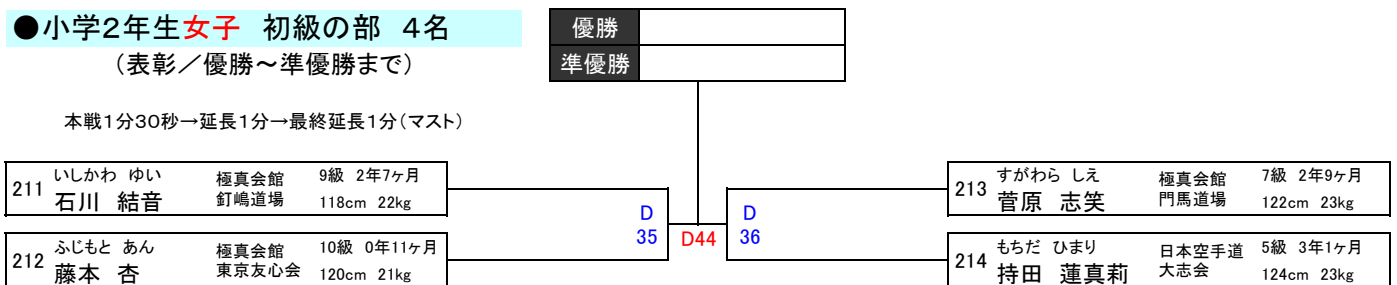 ●小学2年生女子 初級の部 4名
(表彰/優勝~準優勝まで)
優勝
準優勝
本戦1分30秒→延長1分→最終延長1分(マスト)
211 いしかわ ゆい 極真会館 9級 2年7ヶ月
石川 結音 釘嶋道場 118cm 22kg
212 ふじもと あん 極真会館 10級 0年11ヶ月
藤本 杏 東京友心会 120cm 21kg
D
35
D44
D
36
213 すがわら しえ 極真会館 7級 2年9ヶ月
菅原 志笑 門馬道場 122cm 23kg
214 もちだ ひまり 日本空手道 5級 3年1ヶ月
持田 蓮真莉 大志会 124cm 23kg